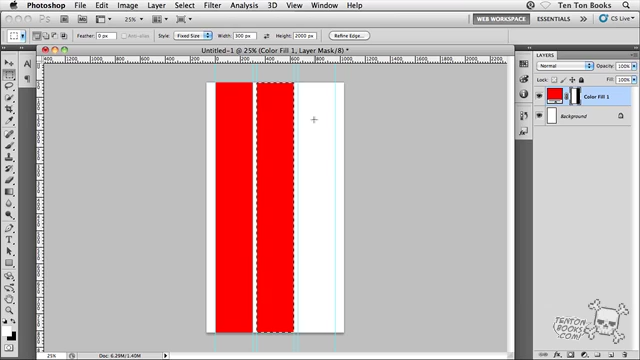 Photoshop File Edit Image Layer Select Filter Analysis 3D View Window Help Ten Ton Books
25% WEB WORKSPACE ESSENTIALS CS Live
Feather: 0 px Anti-alias Style: Fixed Size Width: 300 px Height: 2000 px Refine Edge...
Untitled-1 @ 25% (Color Fill 1, Layer Mask/8) *
LAYERS
Normal Opacity: 100%
Lock: Fill: 100%
Color Fill 1
Background
TENTON
BOOKS
.COM
25% Doc: 6.29M/1.40M